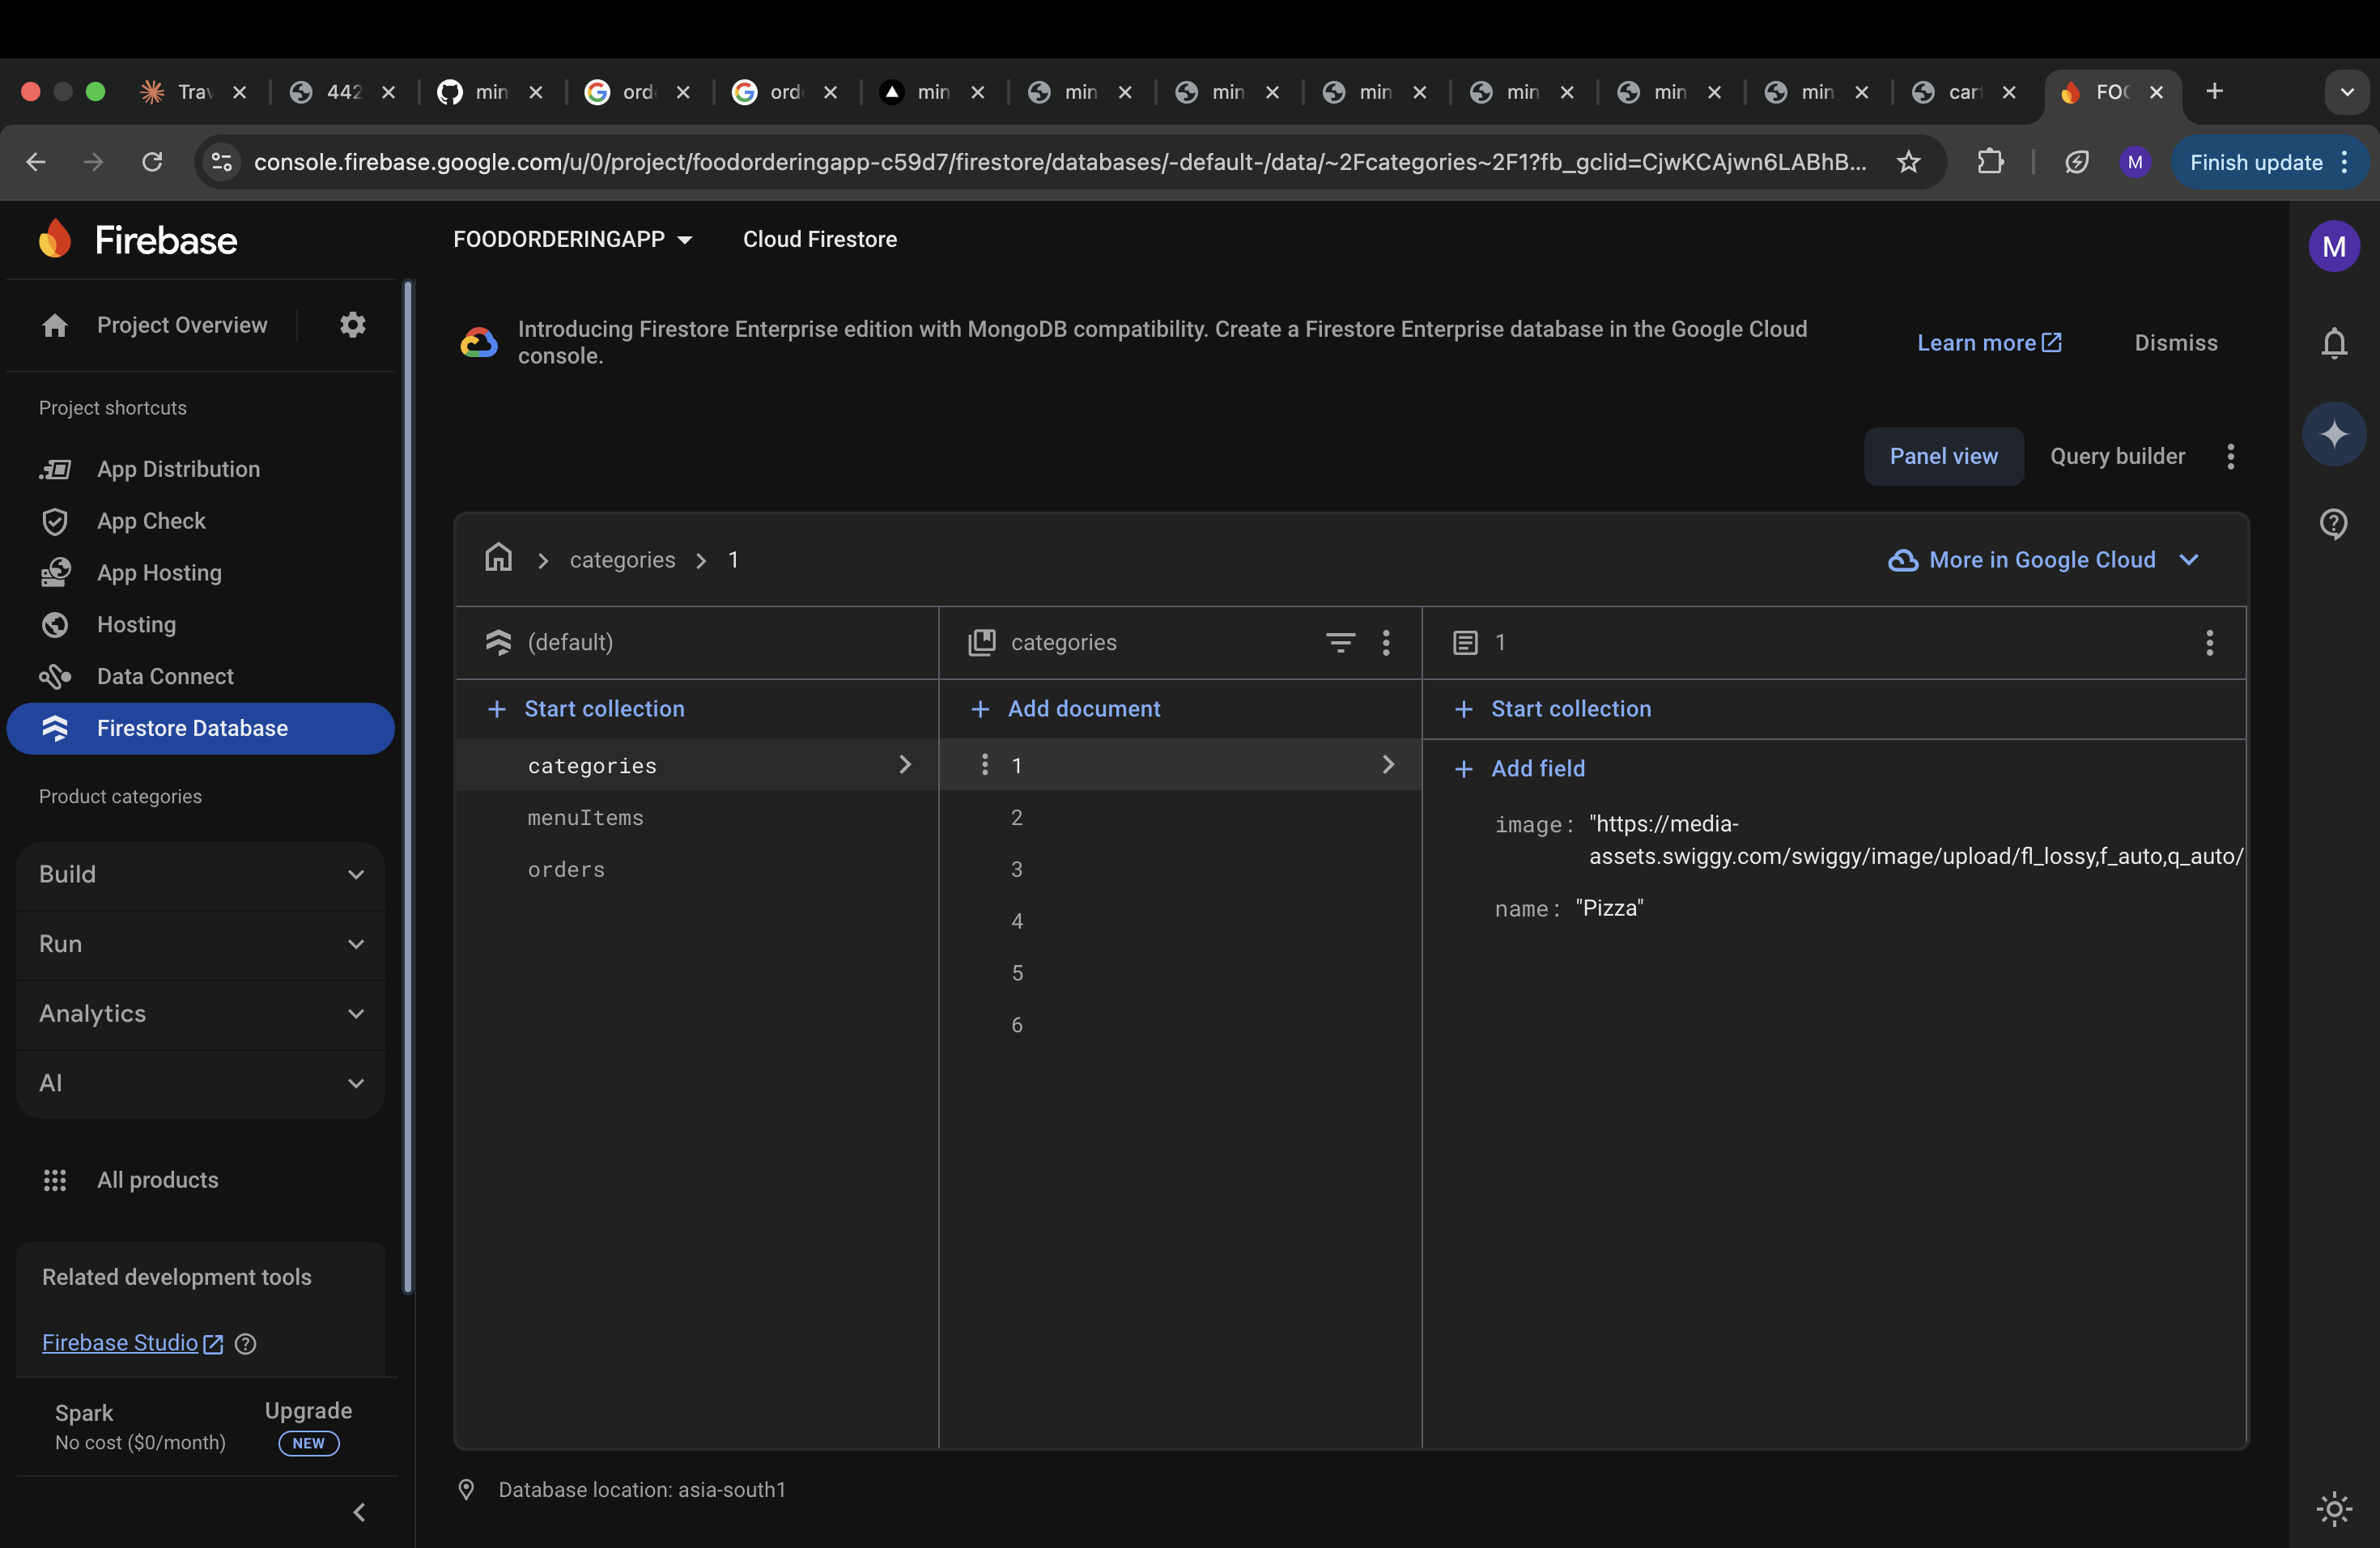 Tra
442
min
ord
ord
min
min
min
min
min
min
min
car
FOO
console.firebase.google.com/u/0/project/foodorderingapp-c59d7/firestore/databases/-default-/data/~2Fcategories~2F1?fb_gclid=CjwKCAjwn6LABhB...
M
Finish update
Firebase
FOODORDERINGAPP
Cloud Firestore
M
Project Overview
Introducing Firestore Enterprise edition with MongoDB compatibility. Create a Firestore Enterprise database in the Google Cloud
console.
Learn more
Dismiss
Project shortcuts
App Distribution
App Check
App Hosting
Hosting
Data Connect
Firestore Database
Product categories
Build
Run
Analytics
AI
All products
Related development tools
Firebase Studio
Spark
No cost ($0/month)
Upgrade
NEW
Panel view
Query builder
categories
1
More in Google Cloud
(default)
Start collection
categories
menuItems
orders
categories
Add document
1
2
3
4
5
6
1
Start collection
Add field
image: "https://media-
assets.swiggy.com/swiggy/image/upload/fl_lossy,f_auto,q_auto/
name: "Pizza"
Database location: asia-south1